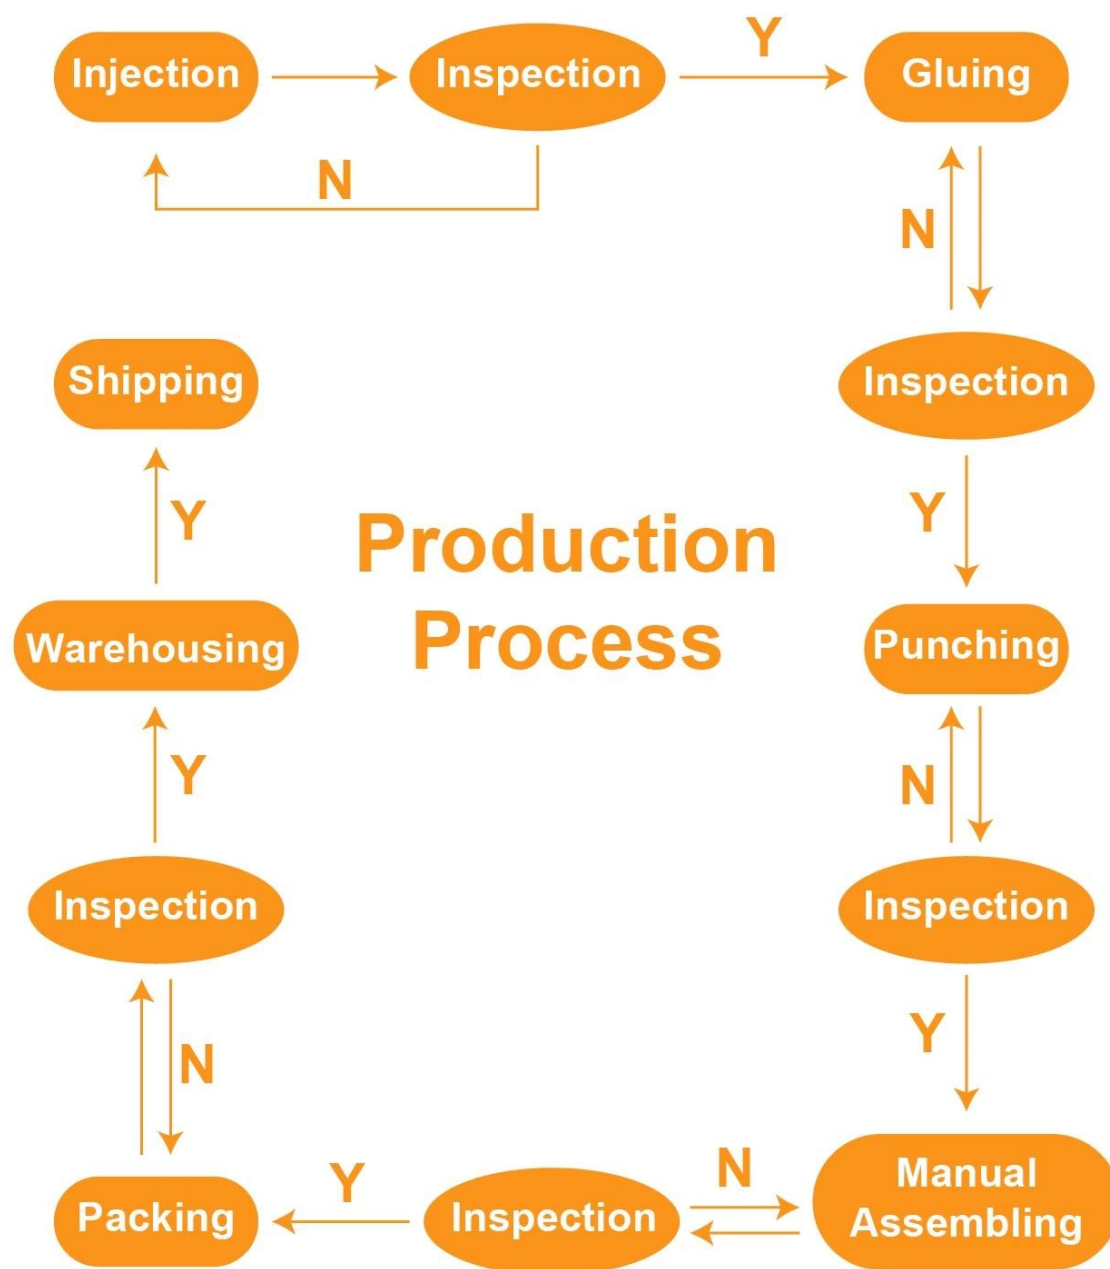 Injection
Inspection
Y
Gluing
N
N
Inspection
Y
Punching
N
Inspection
Y
Manual
Assembling
N
Inspection
Y
Packing
N
Inspection
Y
Warehousing
Y
Shipping
Production
Process